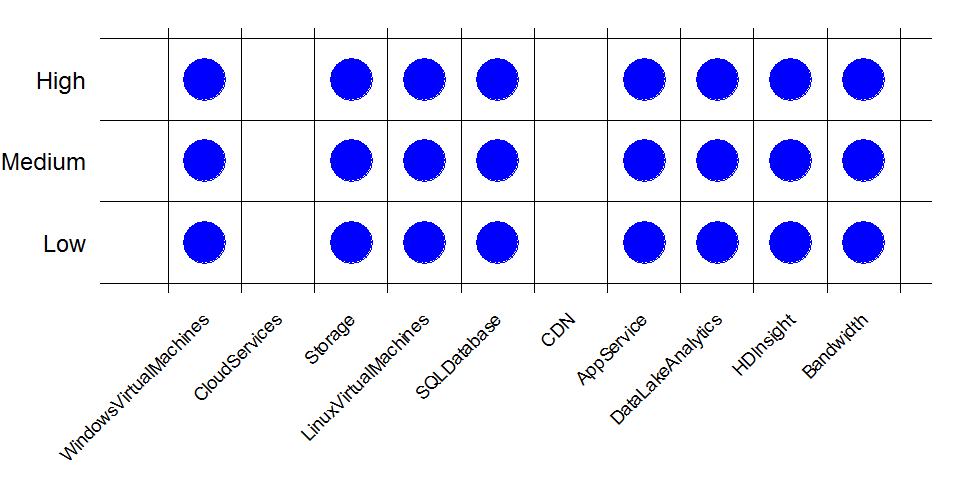 High
Medium
Low
WindowsVirtualMachines
CloudServices
Storage
LinuxVirtualMachines
SQLDatabase
CDN
AppService
DataLakeAnalytics
HDInsight
Bandwidth